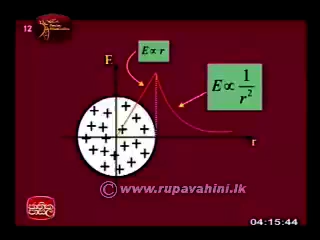 12
E
E ∝ r
E ∝ 1/r²
r
© www.rupavahini.lk
04:15:44